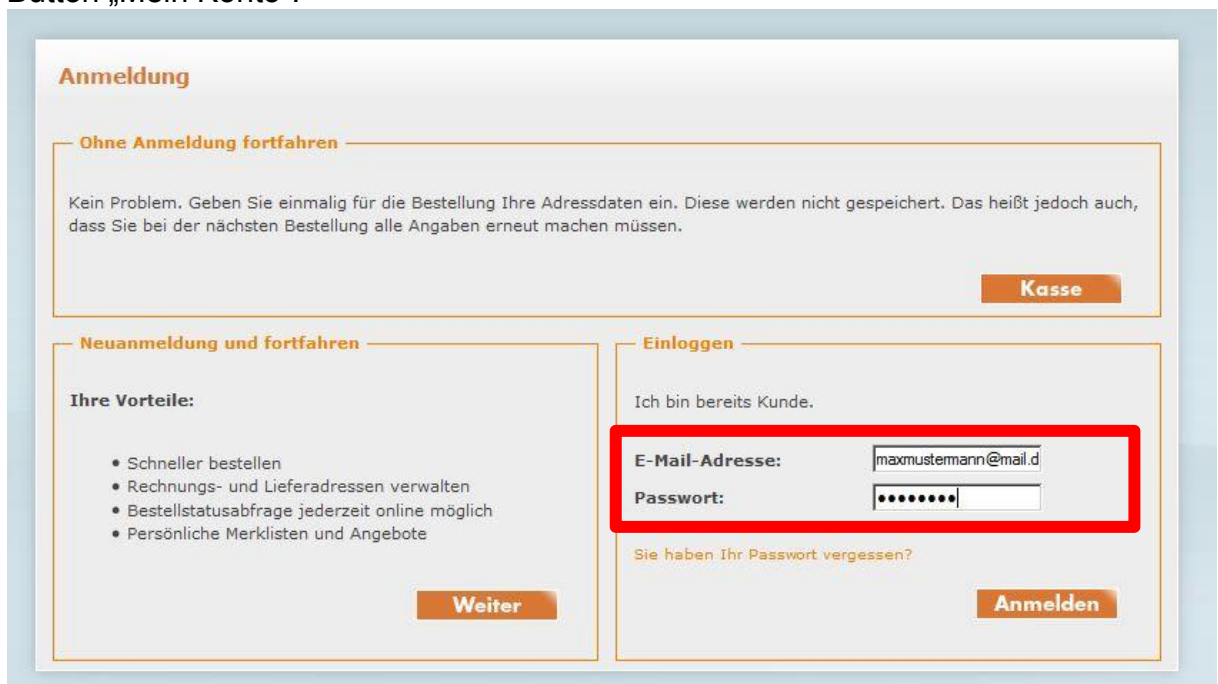 Anmeldung
Ohne Anmeldung fortfahren
Kein Problem. Geben Sie einmalig für die Bestellung Ihre Adressdaten ein. Diese werden nicht gespeichert. Das heißt jedoch auch,
dass Sie bei der nächsten Bestellung alle Angaben erneut machen müssen.
Kasse
Neuanmeldung und fortfahren
Ihre Vorteile:
• Schneller bestellen
• Rechnungs- und Lieferadressen verwalten
• Bestellstatusabfrage jederzeit online möglich
• Persönliche Merklisten und Angebote
Weiter
Einloggen
Ich bin bereits Kunde.
E-Mail-Adresse: maxmustermann@mail.d
Passwort: ••••••••
Sie haben Ihr Passwort vergessen?
Anmelden